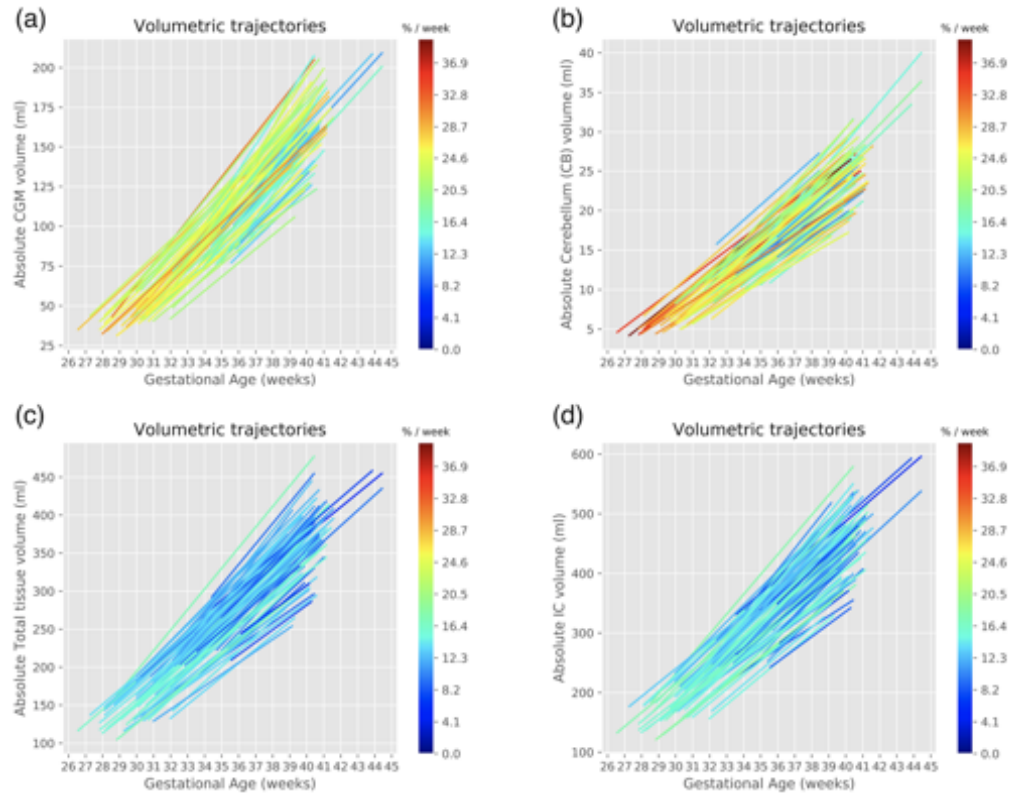 (a)
Volumetric trajectories
% / week
Absolute CGM volume (ml)
200
175
150
125
100
75
50
25
26 27 28 29 30 31 32 33 34 35 36 37 38 39 40 41 42 43 44 45
Gestational Age (weeks)
36.9
32.8
28.7
24.6
20.5
16.4
12.3
8.2
4.1
0.0
(b)
Volumetric trajectories
% / week
Absolute Cerebellum (CB) volume (ml)
40
35
30
25
20
15
10
5
26 27 28 29 30 31 32 33 34 35 36 37 38 39 40 41 42 43 44 45
Gestational Age (weeks)
36.9
32.8
28.7
24.6
20.5
16.4
12.3
8.2
4.1
0.0
(c)
Volumetric trajectories
% / week
Absolute Total tissue volume (ml)
450
400
350
300
250
200
150
100
26 27 28 29 30 31 32 33 34 35 36 37 38 39 40 41 42 43 44 45
Gestational Age (weeks)
36.9
32.8
28.7
24.6
20.5
16.4
12.3
8.2
4.1
0.0
(d)
Volumetric trajectories
% / week
Absolute IC volume (ml)
600
500
400
300
200
100
26 27 28 29 30 31 32 33 34 35 36 37 38 39 40 41 42 43 44 45
Gestational Age (weeks)
36.9
32.8
28.7
24.6
20.5
16.4
12.3
8.2
4.1
0.0